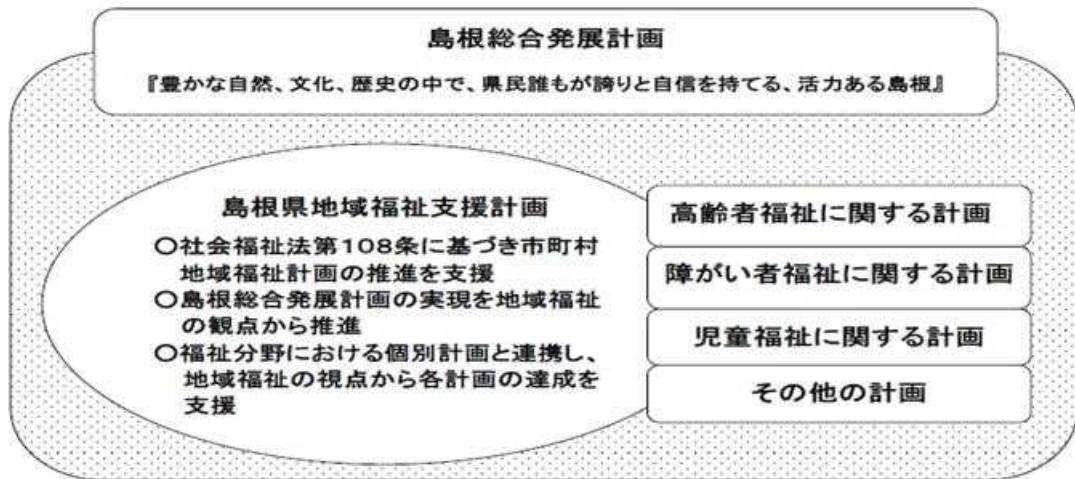 島根総合発展計画
『豊かな自然、文化、歴史の中で、県民誰もが誇りと自信を持てる、活力ある島根』
島根県地域福祉支援計画
○社会福祉法第108条に基づき市町村
地域福祉計画の推進を支援
○島根総合発展計画の実現を地域福祉
の観点から推進
○福祉分野における個別計画と連携し、
地域福祉の視点から各計画の達成を
支援
高齢者福祉に関する計画
障がい者福祉に関する計画
児童福祉に関する計画
その他の計画